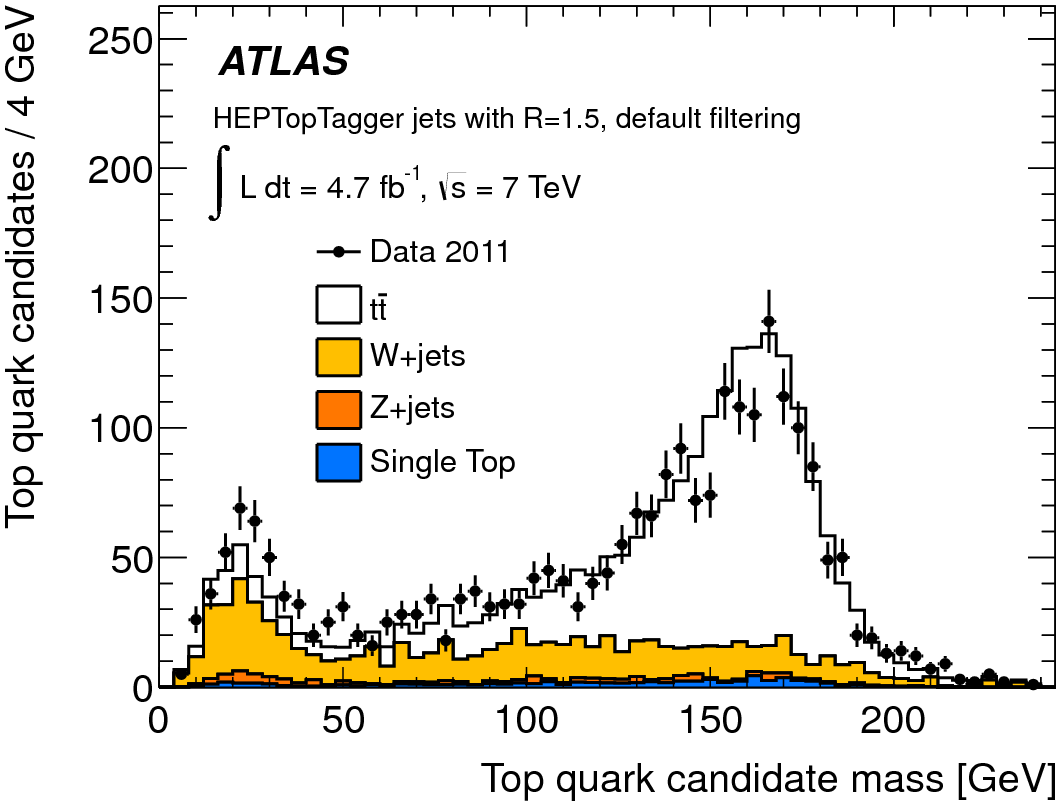 Top quark candidates / 4 GeV
250
200
150
100
50
0
ATLAS
HEPTopTagger jets with R=1.5, default filtering
∫ L dt = 4.7 fb⁻¹, √s = 7 TeV
Data 2011
tt̄
W+jets
Z+jets
Single Top
0 50 100 150 200
Top quark candidate mass [GeV]